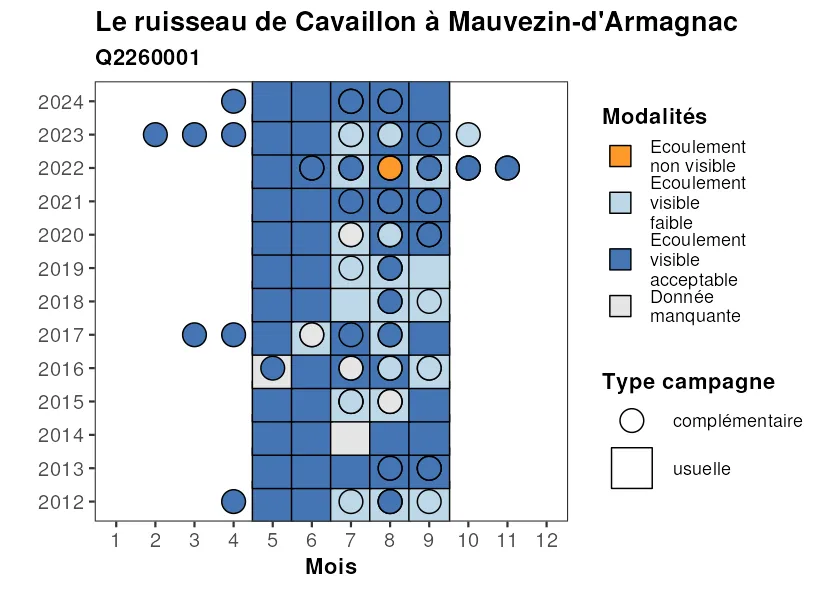 Le ruisseau de Cavaillon à Mauvezin-d'Armagnac
Q2260001
2024
2023
2022
2021
2020
2019
2018
2017
2016
2015
2014
2013
2012
1 2 3 4 5 6 7 8 9 10 11 12
Mois
Modalités
Ecoulement
non visible
Ecoulement
visible
faible
Ecoulement
visible
acceptable
Donnée
manquante
Type campagne
complémentaire
usuelle